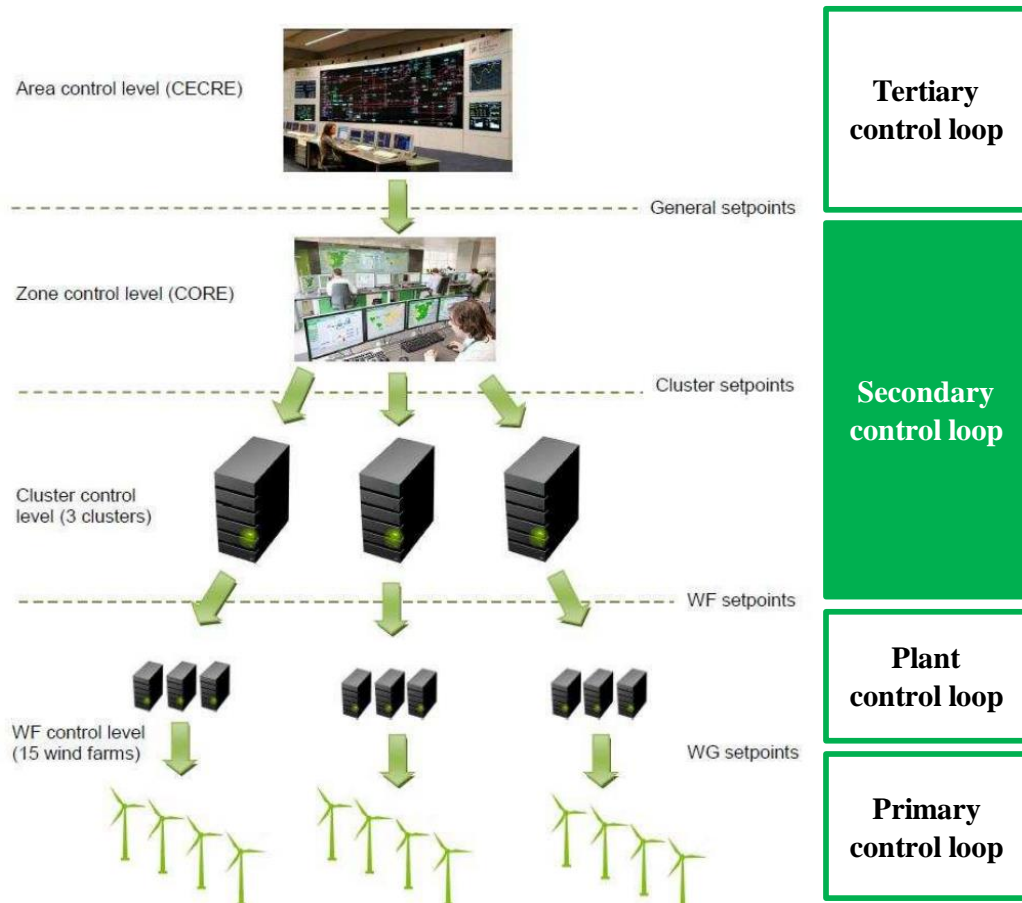 Area control level (CECRE)
Tertiary
control loop
General setpoints
Zone control level (CORE)
Cluster setpoints
Secondary
control loop
Cluster control
level (3 clusters)
WF setpoints
Plant
control loop
WF control level
(15 wind farms)
WG setpoints
Primary
control loop